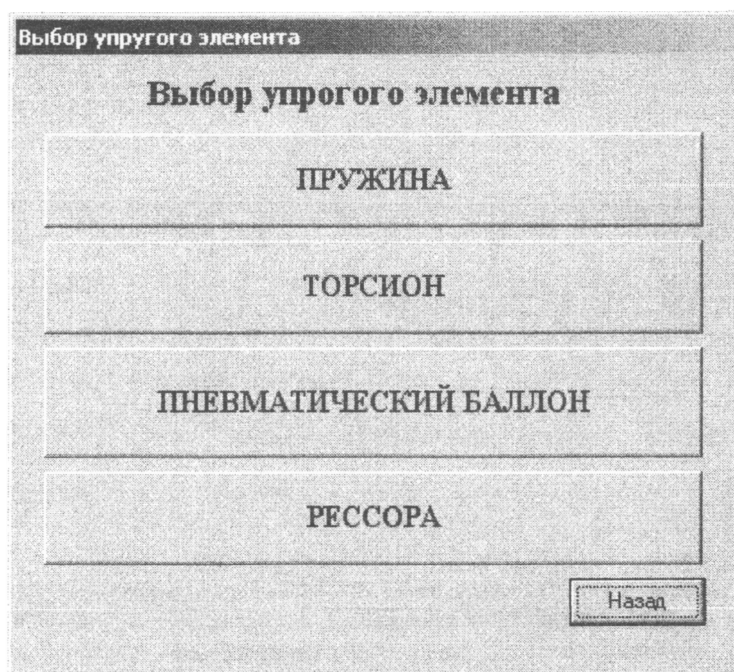 Выбор упругого элемента
Выбор упрогого элемента
ПРУЖИНА
ТОРСИОН
ПНЕВМАТИЧЕСКИЙ БАЛЛОН
РЕССОРА
Назад